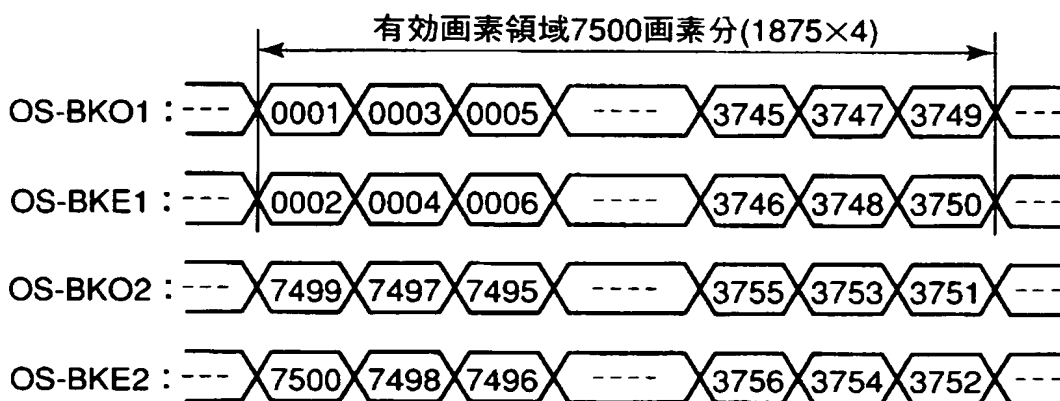 有効画素領域7500画素分(1875×4)
OS-BKO1 : --- 0001 0003 0005 ---- 3745 3747 3749 ---
OS-BKE1 : --- 0002 0004 0006 ---- 3746 3748 3750 ---
OS-BKO2 : --- 7499 7497 7495 ---- 3755 3753 3751 ---
OS-BKE2 : --- 7500 7498 7496 ---- 3756 3754 3752 ---